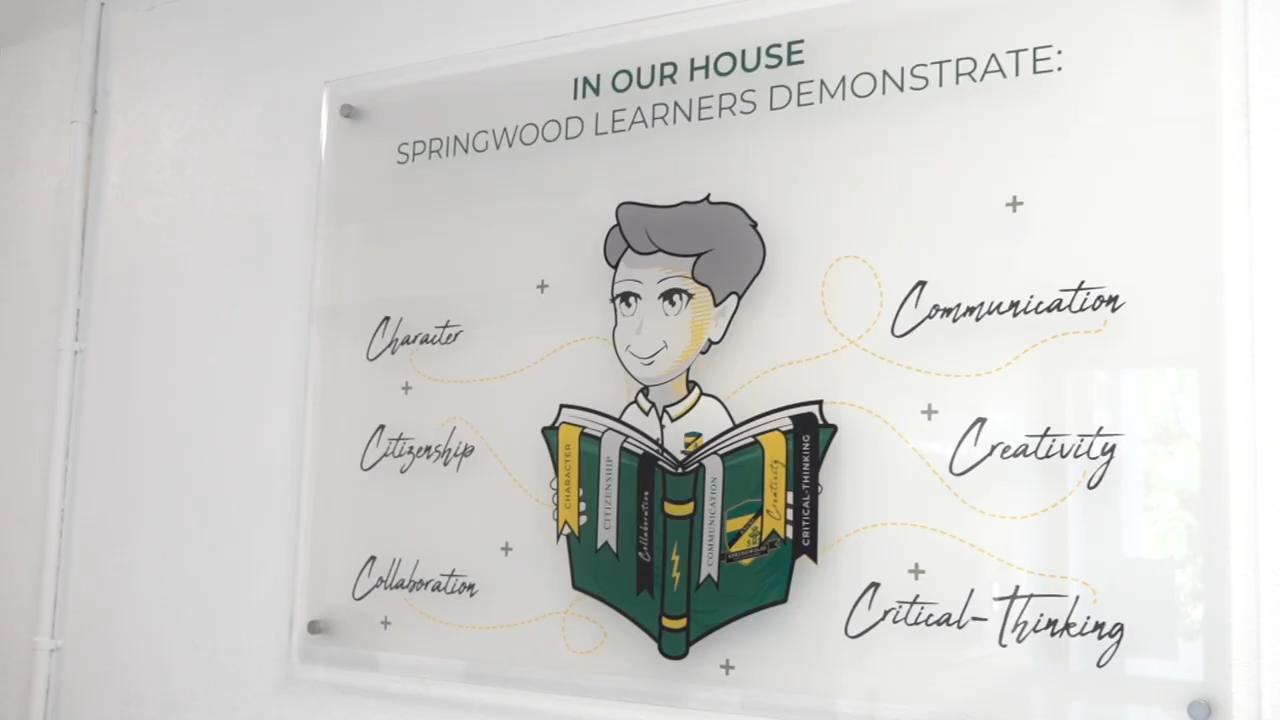 IN OUR HOUSE
SPRINGWOOD LEARNERS DEMONSTRATE:
Character
Citizenship
Collaboration
Communication
Creativity
Critical-Thinking
CHARACTER
CITIZENSHIP
Collaboration
COMMUNICATION
Creativity
CRITICAL-THINKING